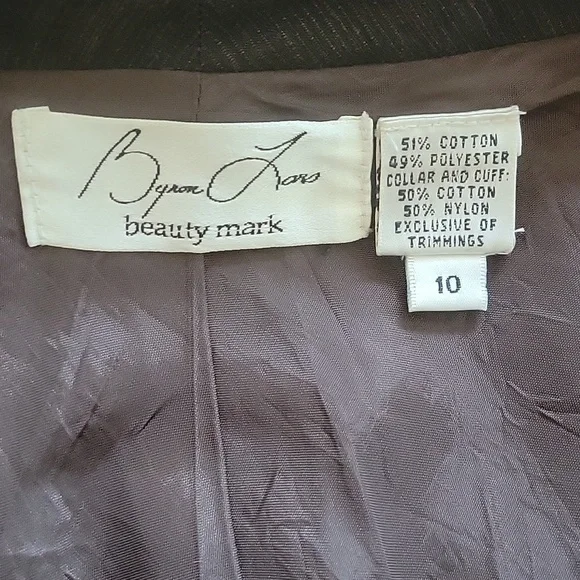 Byron Lars
beauty mark
51% COTTON
49% POLYESTER
COLLAR AND CUFF:
50% COTTON
50% NYLON
EXCLUSIVE OF
TRIMMINGS
10